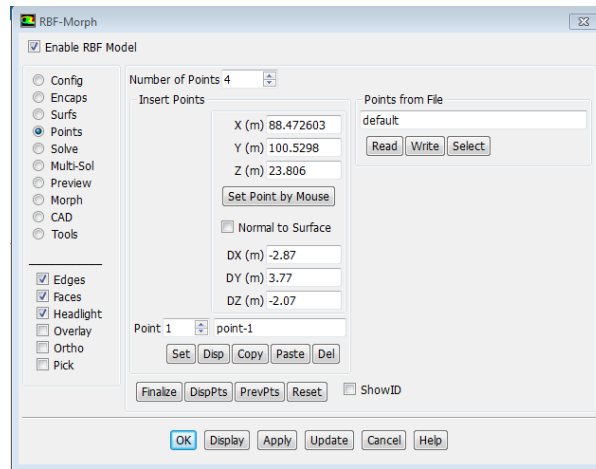 RBF-Morph
Enable RBF Model
Config
Encaps
Surfs
Points
Solve
Multi-Sol
Preview
Morph
CAD
Tools
Edges
Faces
Headlight
Overlay
Ortho
Pick
Number of Points 4
Insert Points
X (m) 88.472603
Y (m) 100.5298
Z (m) 23.806
Set Point by Mouse
Normal to Surface
DX (m) -2.87
DY (m) 3.77
DZ (m) -2.07
Point 1 point-1
Set Disp Copy Paste Del
Points from File
default
Read Write Select
Finalize DispPts PrevPts Reset ShowID
OK Display Apply Update Cancel Help